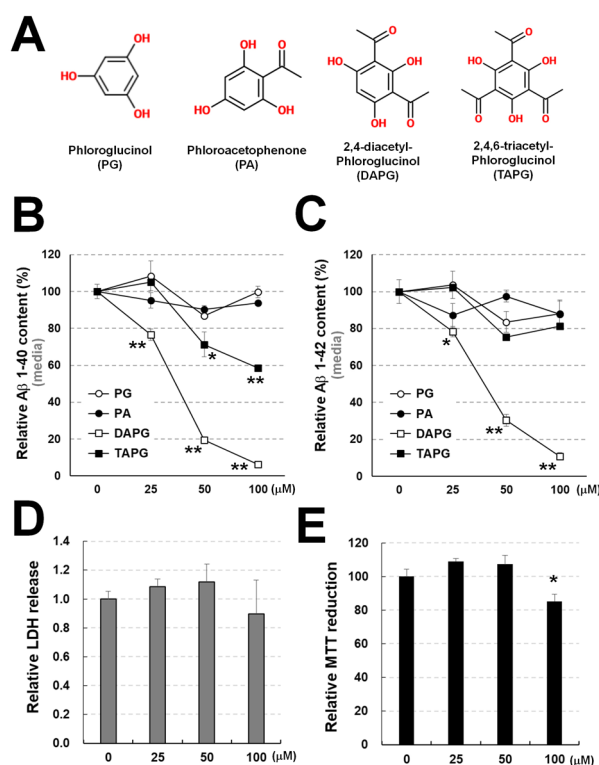 A
OH
HO
OH
Phloroglucinol
(PG)
OH
O
HO
OH
Phloroacetophenone
(PA)
O
HO
OH
OH
O
2,4-diacetyl-
Phloroglucinol
(DAPG)
O
HO
OH
O
OH
O
2,4,6-triacetyl-
Phloroglucinol
(TAPG)
B
Relative Aβ 1-40 content (%)
(media)
120
100
80
60
40
20
0
**
*
**
**
**
PG
PA
DAPG
TAPG
0 25 50 100 (μM)
C
Relative Aβ 1-42 content (%)
(media)
120
100
80
60
40
20
0
*
**
**
PG
PA
DAPG
TAPG
0 25 50 100 (μM)
D
Relative LDH release
1.4
1.2
1.0
0.8
0.6
0.4
0.2
0.0
0 25 50 100 (μM)
E
Relative MTT reduction
120
100
80
60
40
20
0
*
0 25 50 100 (μM)